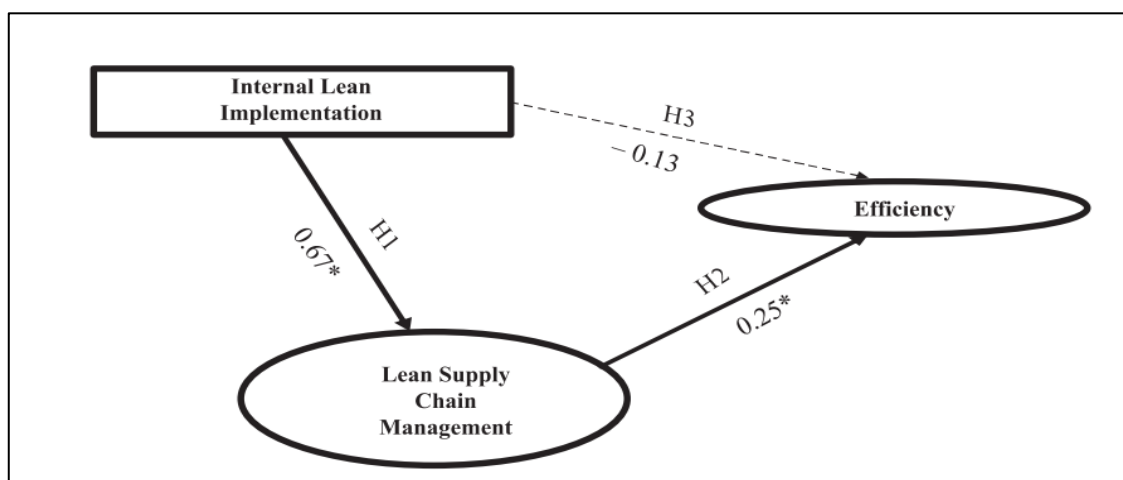 Internal Lean
Implementation
H3
– 0.13
Efficiency
H1
0.67*
H2
0.25*
Lean Supply
Chain
Management